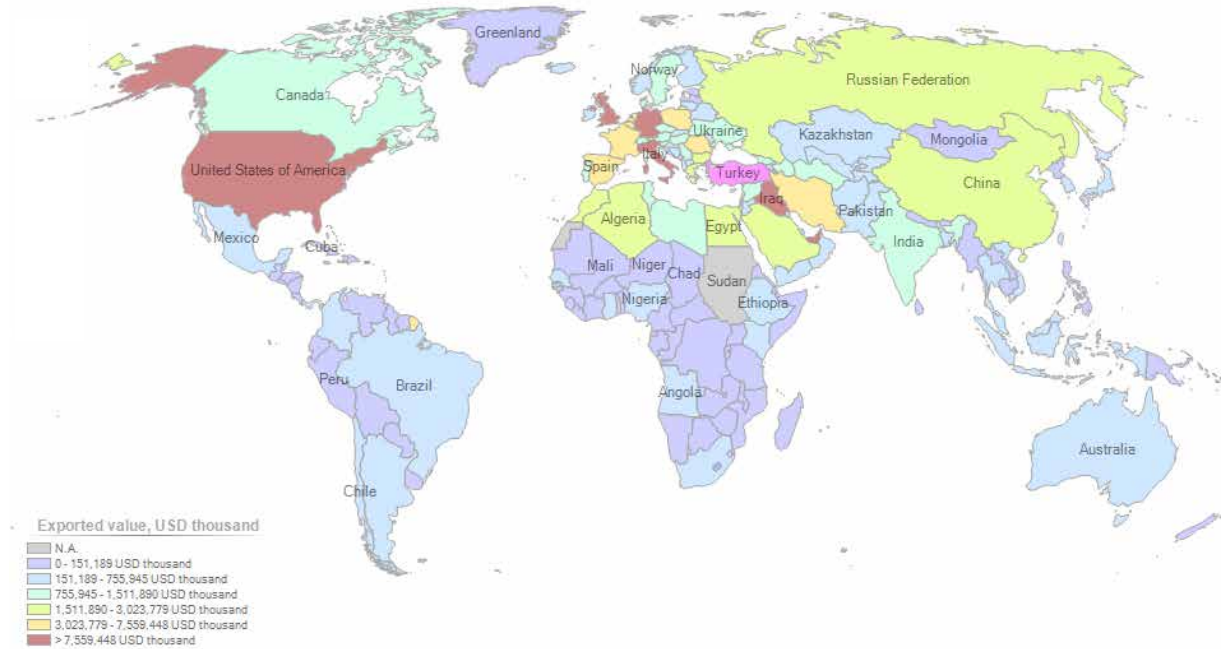 Greenland
Norway
Russian Federation
Canada
Ukraine
Kazakhstan
Mongolia
United States of America
Spain
Italy
Turkey
China
Iraq
Pakistan
Algeria
Egypt
Mexico
Cuba
India
Mali
Niger
Chad
Sudan
Nigeria
Ethiopia
Peru
Brazil
Angola
Australia
Chile
Exported value, USD thousand
N.A.
0 - 151,189 USD thousand
151,189 - 755,945 USD thousand
755,945 - 1,511,890 USD thousand
1,511,890 - 3,023,779 USD thousand
3,023,779 - 7,559,448 USD thousand
> 7,559,448 USD thousand